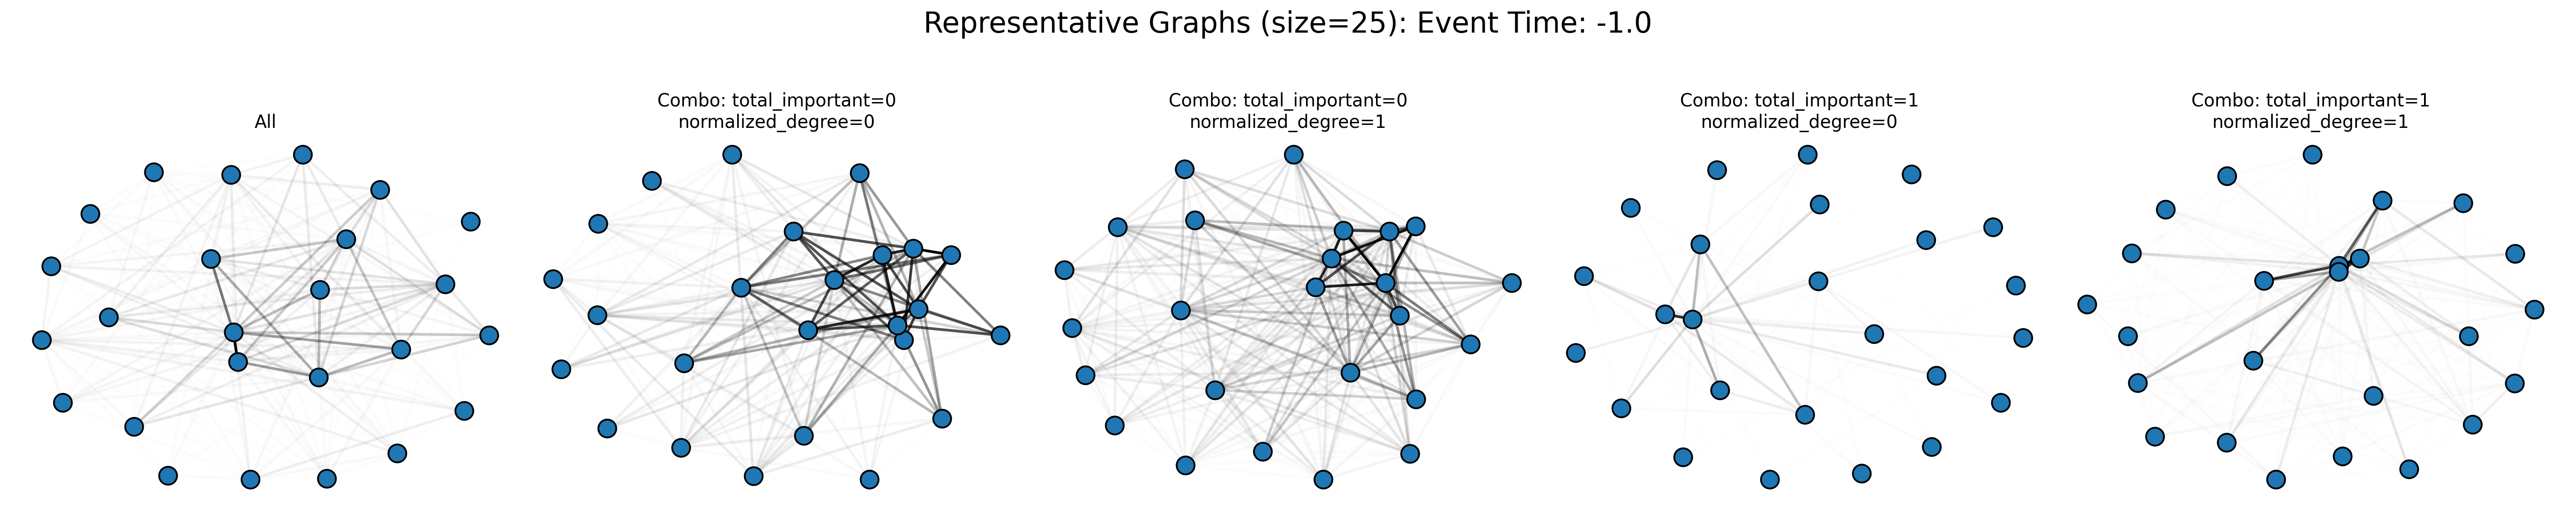 Representative Graphs (size=25): Event Time: -1.0
All
Combo: total_important=0
normalized_degree=0
Combo: total_important=0
normalized_degree=1
Combo: total_important=1
normalized_degree=0
Combo: total_important=1
normalized_degree=1